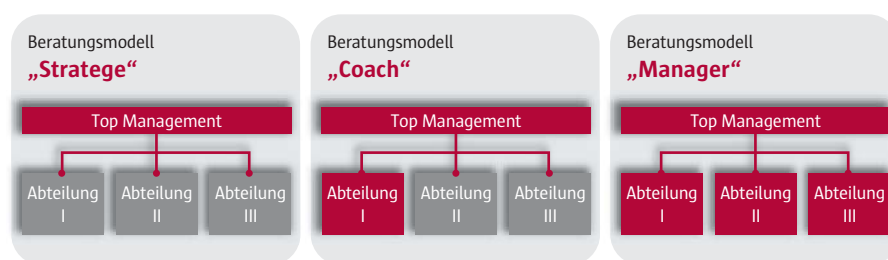 Beratungsmodell
„Stratege“
Top Management
Abteilung
I
Abteilung
II
Abteilung
III
Beratungsmodell
„Coach“
Top Management
Abteilung
I
Abteilung
II
Abteilung
III
Beratungsmodell
„Manager“
Top Management
Abteilung
I
Abteilung
II
Abteilung
III